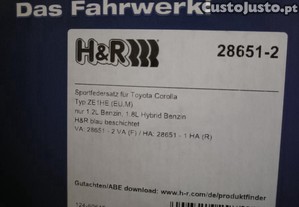 Das Fahrwerk
custojusto.pt
H&R
28651-2
Sportfedersatz für Toyota Corolla
Typ ZE1HE (EU,M)
nur 1.2L Benzin, 1.8L Hybrid Benzin
H&R blau beschichtet
VA: 28651 - 2 VA (F) / HA: 28651 - 1 HA (R)
Gutachten/ABE download: www.h-r.com/de/produktfinder